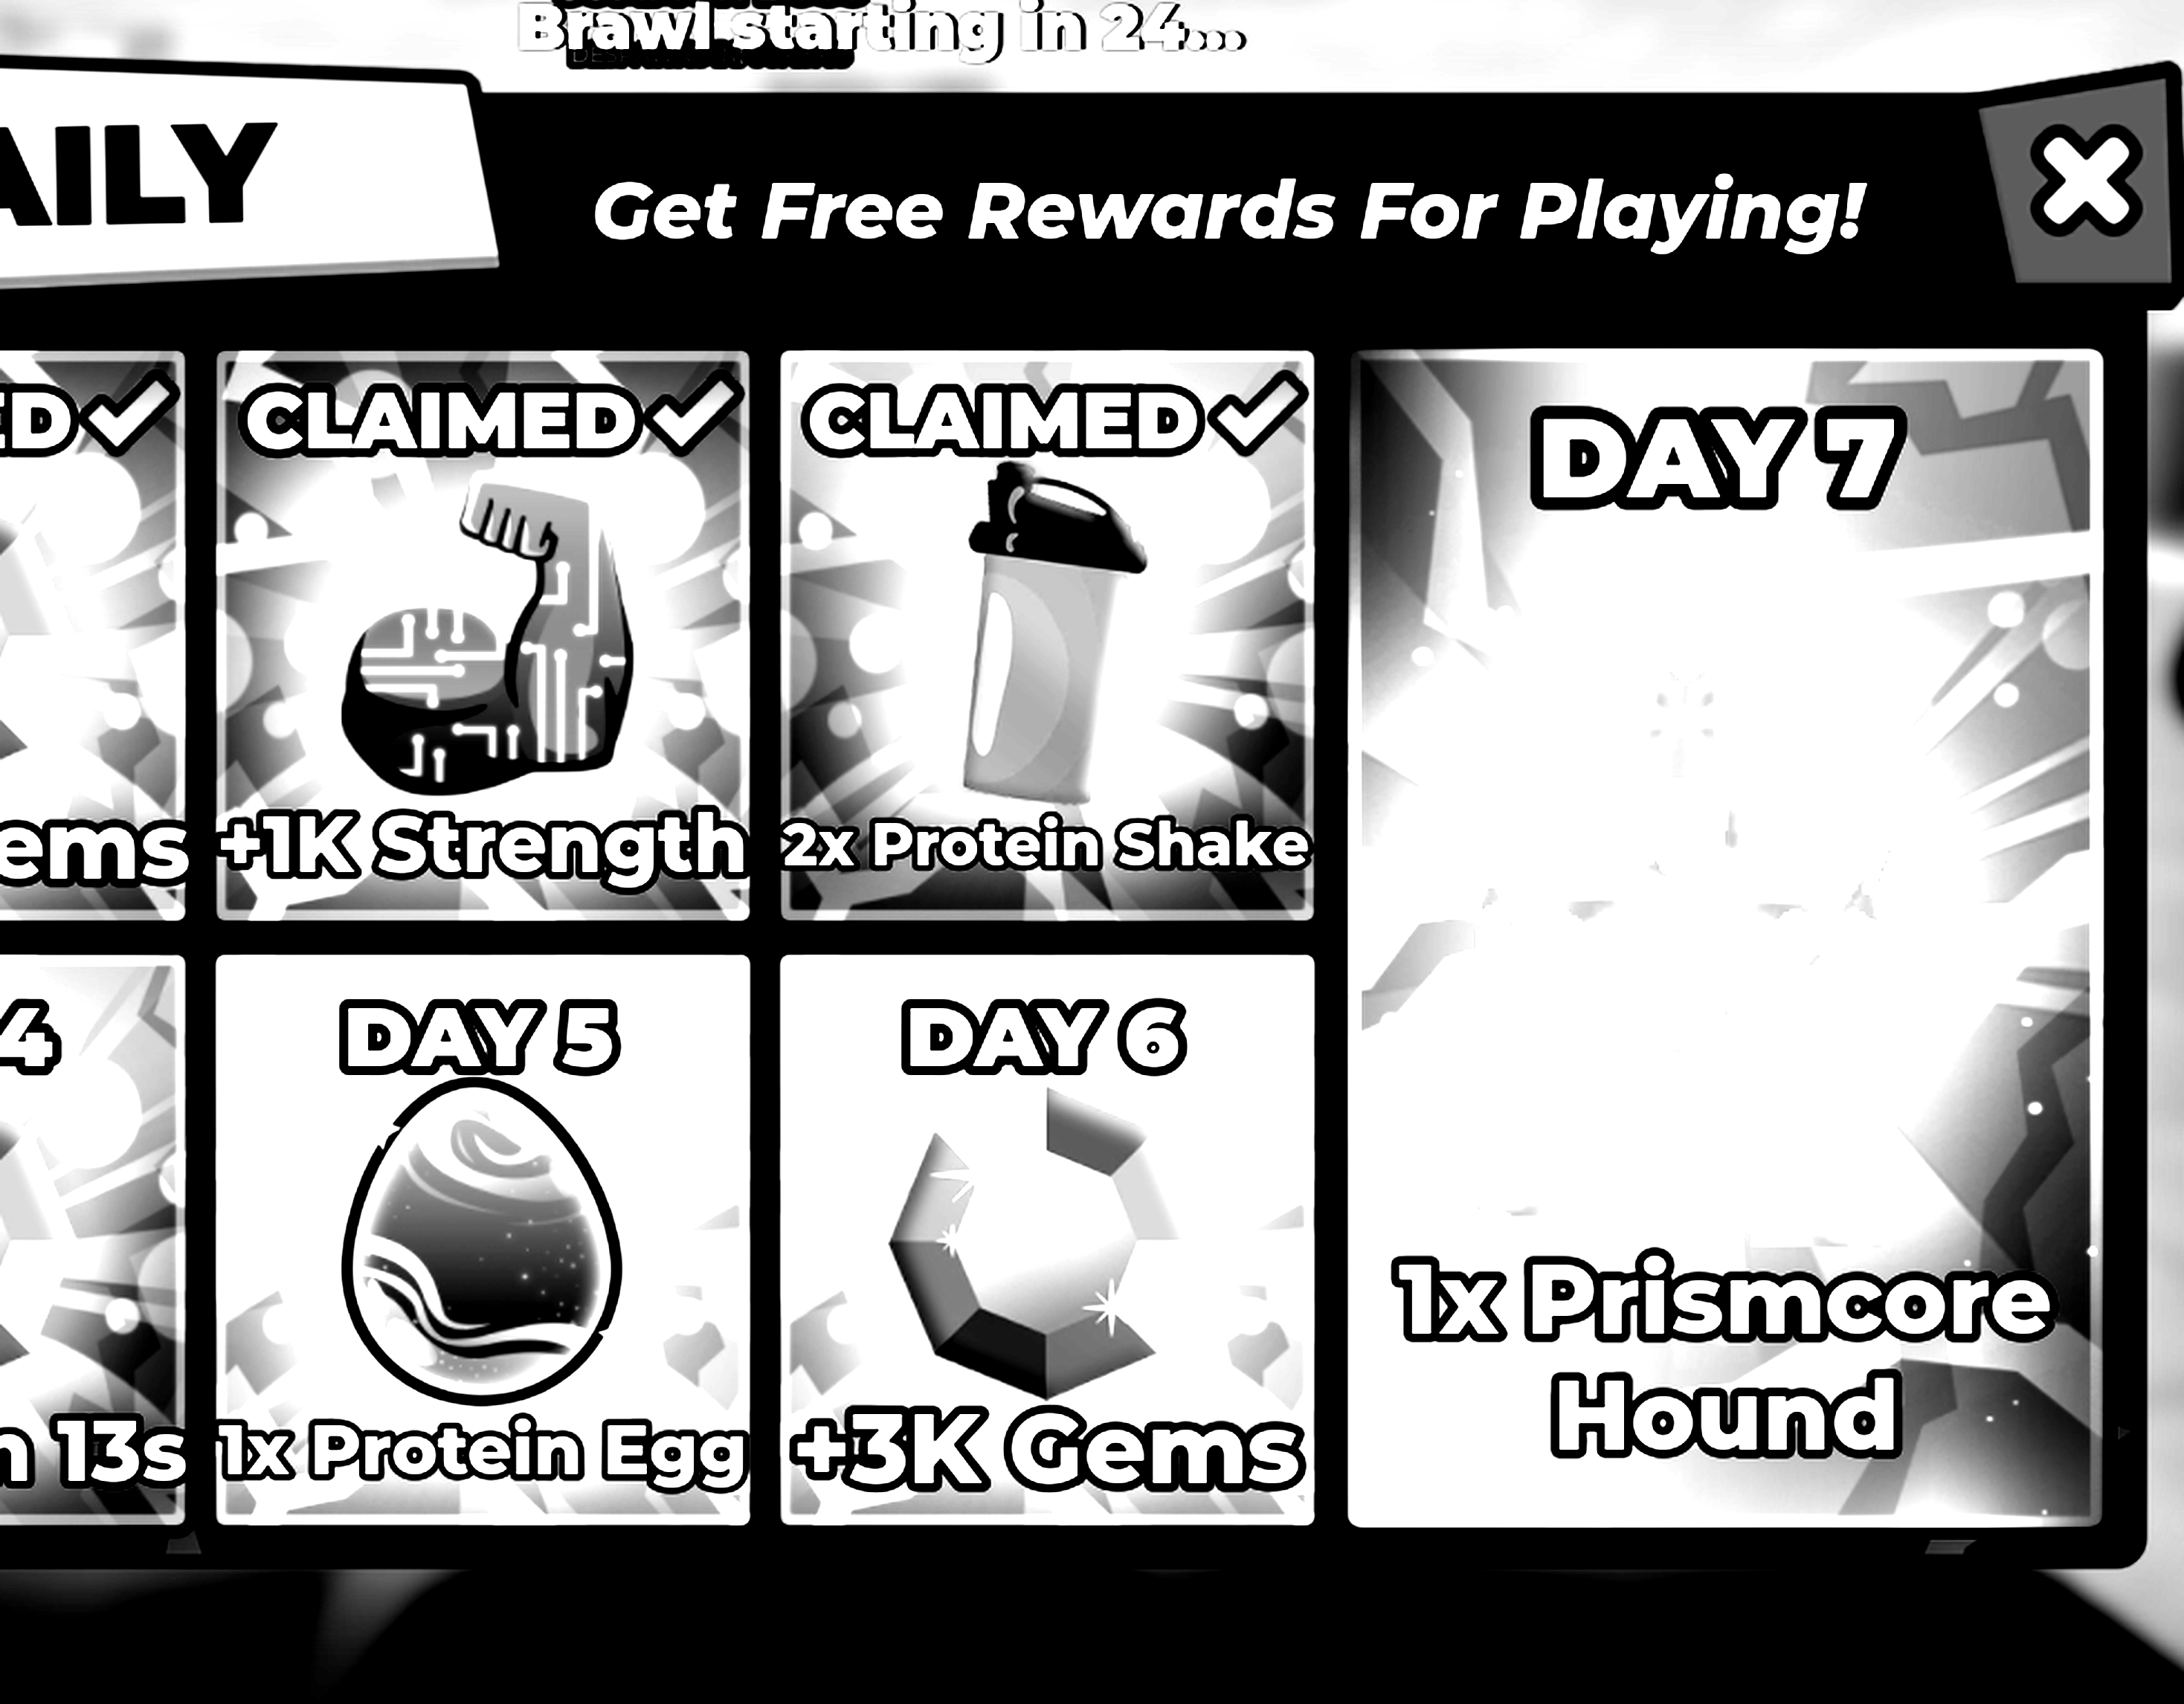 Brawl starting in 24...
AILY
Get Free Rewards For Playing!
ED
CLAIMED
CLAIMED
DAY 7
ems
+1K Strength
2x Protein Shake
4
DAY 5
DAY 6
1x Prismcore
Hound
13s
1x Protein Egg
+3K Gems